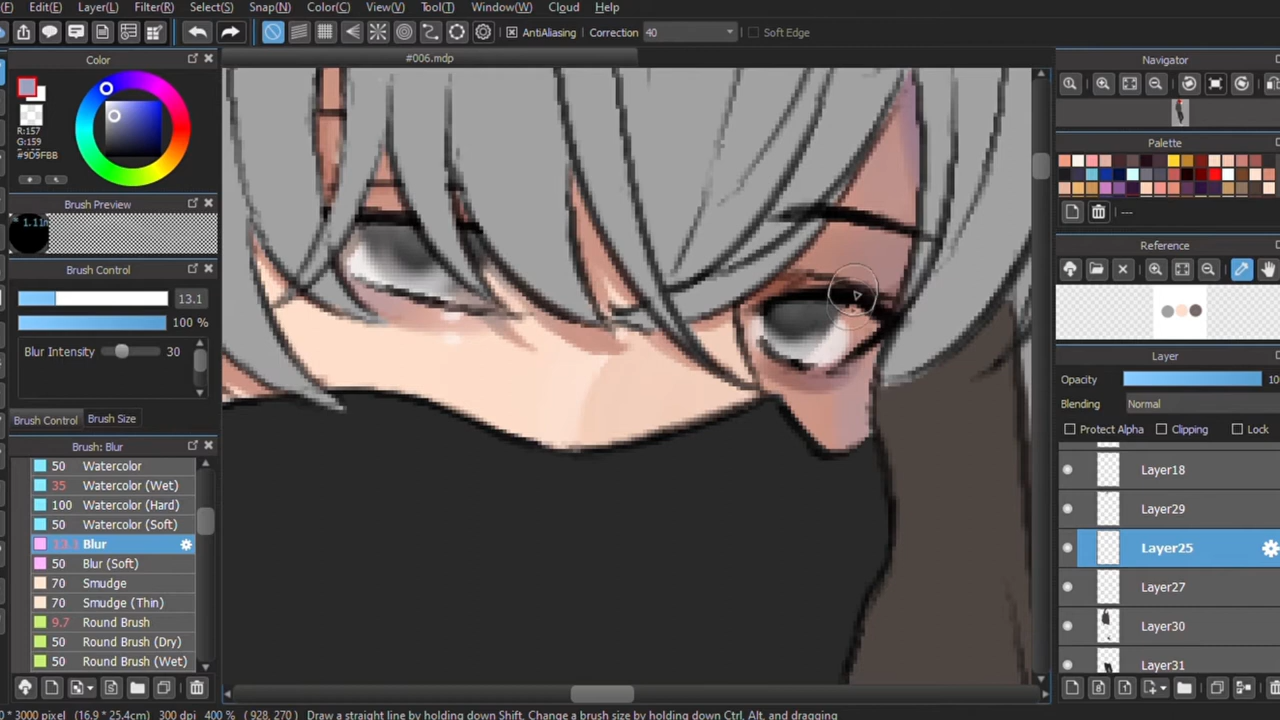 (F) Edit(E) Layer(L) Filter(R) Select(S) Snap(N) Color(C) View(V) Tool(T) Window(W) Cloud Help
AntiAliasing Correction 40 Soft Edge
Color
R:157
G:159
#9D9FBB
Brush Preview
1.11
Brush Control
13.1
100 %
Blur Intensity 30
Brush Control Brush Size
Brush: Blur
50 Watercolor
35 Watercolor (Wet)
100 Watercolor (Hard)
50 Watercolor (Soft)
13.1 Blur
50 Blur (Soft)
70 Smudge
70 Smudge (Thin)
9.7 Round Brush
50 Round Brush (Dry)
50 Round Brush (Wet)
#006.mdp
Navigator
Palette
---
Reference
Layer
Opacity 10
Blending Normal
Protect Alpha Clipping Lock
Layer18
Layer29
Layer25
Layer27
Layer30
Layer31
* 3000 pixel (16.9 * 25.4cm) 300 dpi 400 % ( 928, 270 ) Draw a straight line by holding down Shift. Change a brush size by holding down Ctrl, Alt, and dragging